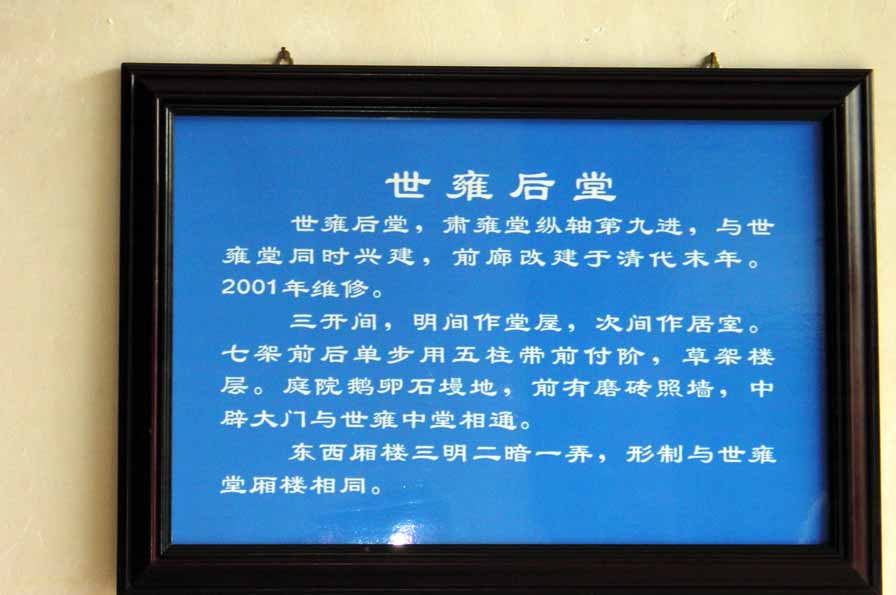 世雍后堂
世雍后堂，肃雍堂纵轴第九进，与世
雍堂同时兴建，前廊改建于清代末年。
2001年维修。
三开间，明间作堂屋，次间作居室。
七架前后单步用五柱带前付阶，草架楼
层。庭院鹅卵石墁地，前有磨砖照墙，中
辟大门与世雍中堂相通。
东西厢楼三明二暗一弄，形制与世雍
堂厢楼相同。